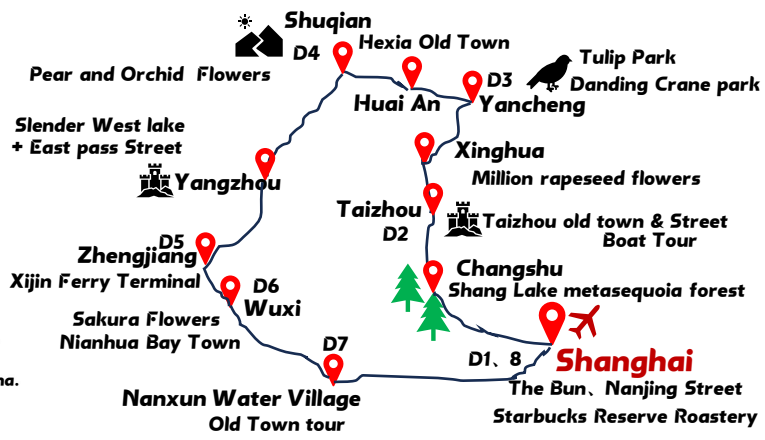 Shuqian
D4
Hexia Old Town
Pear and Orchid Flowers
Huai An
D3
Yancheng
Tulip Park
Danding Crane park
Slender West lake
+ East pass Street
Yangzhou
Xinghua
Million rapeseed flowers
Taizhou
D2
Taizhou old town & Street
Boat Tour
D5
Zhengjiang
Xijin Ferry Terminal
D6
Wuxi
Sakura Flowers
Nianhua Bay Town
Changshu
Shang Lake metasequoia forest
D7
Nanxun Water Village
Old Town tour
D1、8
Shanghai
The Bun、Nanjing Street
Starbucks Reserve Roastery
na.